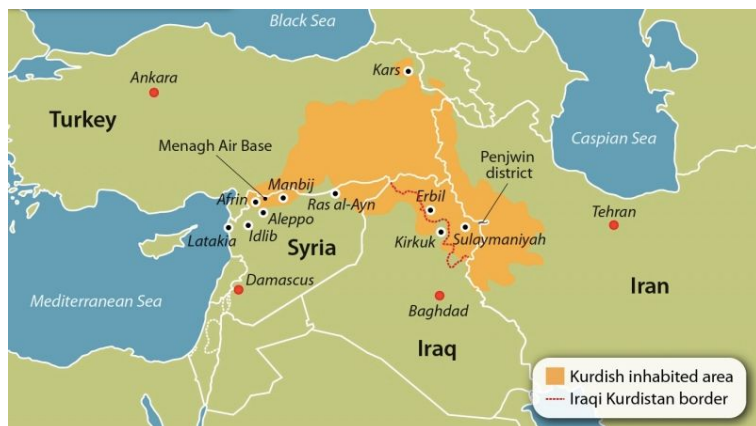 Black Sea
Ankara
Kars
Turkey
Caspian Sea
Menagh Air Base
Penjwin
district
Afrin
Manbij
Ras al-Ayn
Erbil
Aleppo
Tehran
Latakia
Idlib
Syria
Kirkuk
Sulaymaniyah
Damascus
Iran
Mediterranean Sea
Baghdad
Iraq
Kurdish inhabited area
Iraqi Kurdistan border